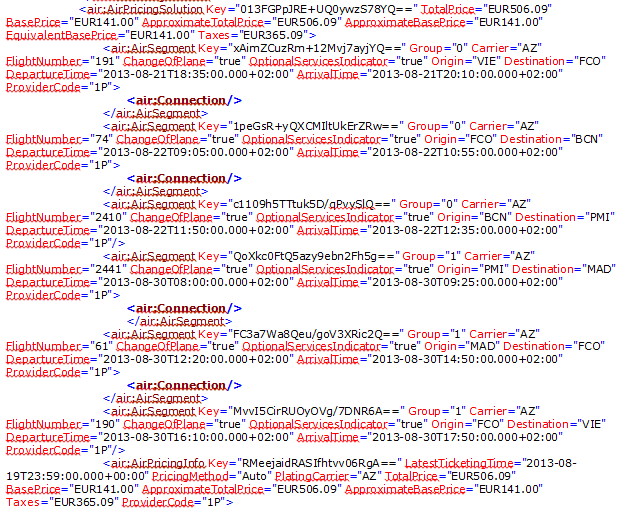 <air:AirPricingSolution Key="013FGPpJRE+UQ0ywzS78YQ==" TotalPrice="EUR506.09"
BasePrice="EUR141.00" ApproximateTotalPrice="EUR506.09" ApproximateBasePrice="EUR141.00"
EquivalentBasePrice="EUR141.00" Taxes="EUR365.09">
<air:AirSegment Key="xAimZCuzRm+12Mvj7ayjYQ==" Group="0" Carrier="AZ"
FlightNumber="191" ChangeOfPlane="true" OptionalServicesIndicator="true" Origin="VIE" Destination="FCO"
DepartureTime="2013-08-21T18:35:00.000+02:00" ArrivalTime="2013-08-21T20:10:00.000+02:00"
ProviderCode="1P">
<air:Connection/>
</air:AirSegment>
<air:AirSegment Key="1peGsR+yQXCMIltUkErZRw==" Group="0" Carrier="AZ"
FlightNumber="74" ChangeOfPlane="true" OptionalServicesIndicator="true" Origin="FCO" Destination="BCN"
DepartureTime="2013-08-22T09:05:00.000+02:00" ArrivalTime="2013-08-22T10:55:00.000+02:00"
ProviderCode="1P">
<air:Connection/>
</air:AirSegment>
<air:AirSegment Key="c1109h5TTtuk5D/qPvySlQ==" Group="0" Carrier="AZ"
FlightNumber="2410" ChangeOfPlane="true" OptionalServicesIndicator="true" Origin="BCN" Destination="PMI"
DepartureTime="2013-08-22T11:50:00.000+02:00" ArrivalTime="2013-08-22T12:35:00.000+02:00"
ProviderCode="1P"/>
<air:AirSegment Key="QoXkc0FtQ5azy9ebn2Fh5g==" Group="1" Carrier="AZ"
FlightNumber="2441" ChangeOfPlane="true" OptionalServicesIndicator="true" Origin="PMI" Destination="MAD"
DepartureTime="2013-08-30T08:00:00.000+02:00" ArrivalTime="2013-08-30T09:25:00.000+02:00"
ProviderCode="1P">
<air:Connection/>
</air:AirSegment>
<air:AirSegment Key="FC3a7Wa8Qeu/goV3XRic2Q==" Group="1" Carrier="AZ"
FlightNumber="61" ChangeOfPlane="true" OptionalServicesIndicator="true" Origin="MAD" Destination="FCO"
DepartureTime="2013-08-30T12:20:00.000+02:00" ArrivalTime="2013-08-30T14:50:00.000+02:00"
ProviderCode="1P">
<air:Connection/>
</air:AirSegment>
<air:AirSegment Key="MvvI5CirRUOyOVg/7DNR6A==" Group="1" Carrier="AZ"
FlightNumber="190" ChangeOfPlane="true" OptionalServicesIndicator="true" Origin="FCO" Destination="VIE"
DepartureTime="2013-08-30T16:10:00.000+02:00" ArrivalTime="2013-08-30T17:50:00.000+02:00"
ProviderCode="1P"/>
<air:AirPricingInfo Key="RMeejaidRASIfhtvv06RgA==" LatestTicketingTime="2013-08-
19T23:59:00.000+00:00" PricingMethod="Auto" PlatingCarrier="AZ" TotalPrice="EUR506.09"
BasePrice="EUR141.00" ApproximateTotalPrice="EUR506.09" ApproximateBasePrice="EUR141.00"
Taxes="EUR365.09" ProviderCode="1P">